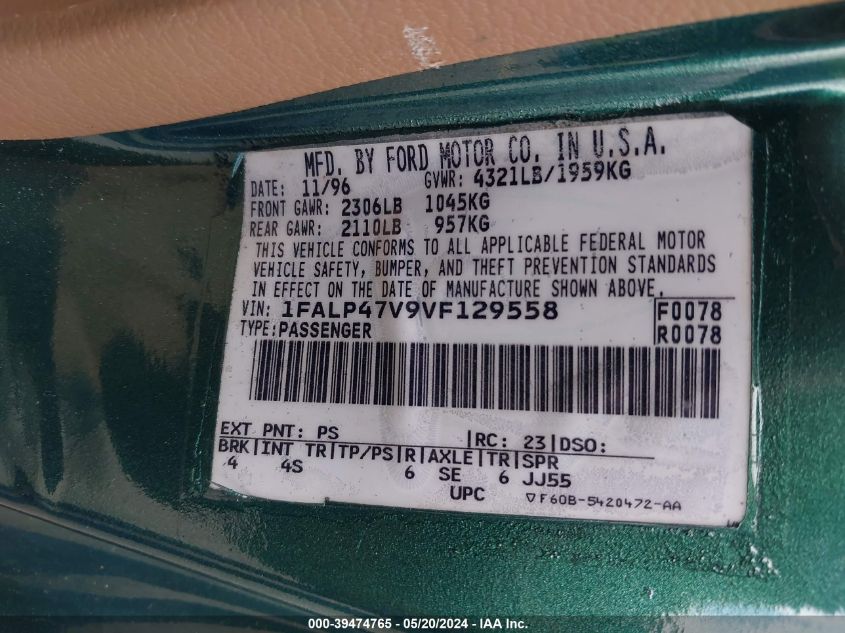 MFD. BY FORD MOTOR CO. IN U.S.A.
DATE: 11/96 GVWR: 4321LB/1959KG
FRONT GAWR: 2306LB 1045KG
REAR GAWR: 2110LB 957KG
THIS VEHICLE CONFORMS TO ALL APPLICABLE FEDERAL MOTOR
VEHICLE SAFETY, BUMPER, AND THEFT PREVENTION STANDARDS
IN EFFECT ON THE DATE OF MANUFACTURE SHOWN ABOVE.
VIN: 1FALP47V9VF129558 F0078
TYPE: PASSENGER R0078
EXT PNT: PS |RC: 23|DSO:
BRK|INT TR|TP/PS|R|AXLE|TR|SPR
4 4S 6 SE 6 JJ55
UPC ▽F60B-5420472-AA
000-39474765 - 05/20/2024 - IAA Inc.